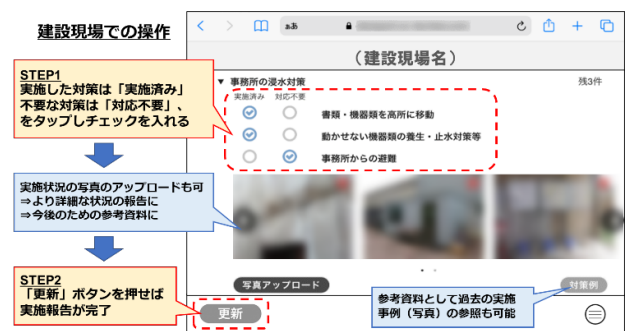 建設現場での操作
STEP1
実施した対策は「実施済み」
不要な対策は「対応不要」、
をタップしチェックを入れる
実施状況の写真のアップロードも可
⇒より詳細な状況の報告に
⇒今後のための参考資料に
STEP2
「更新」ボタンを押せば
実施報告が完了
ぁあ
（建設現場名）
▼ 事務所の浸水対策
残3件
実施済み 対応不要
書類・機器類を高所に移動
動かせない機器類の養生・止水対策等
事務所からの避難
写真アップロード
対策例
更新
参考資料として過去の実施
事例（写真）の参照も可能